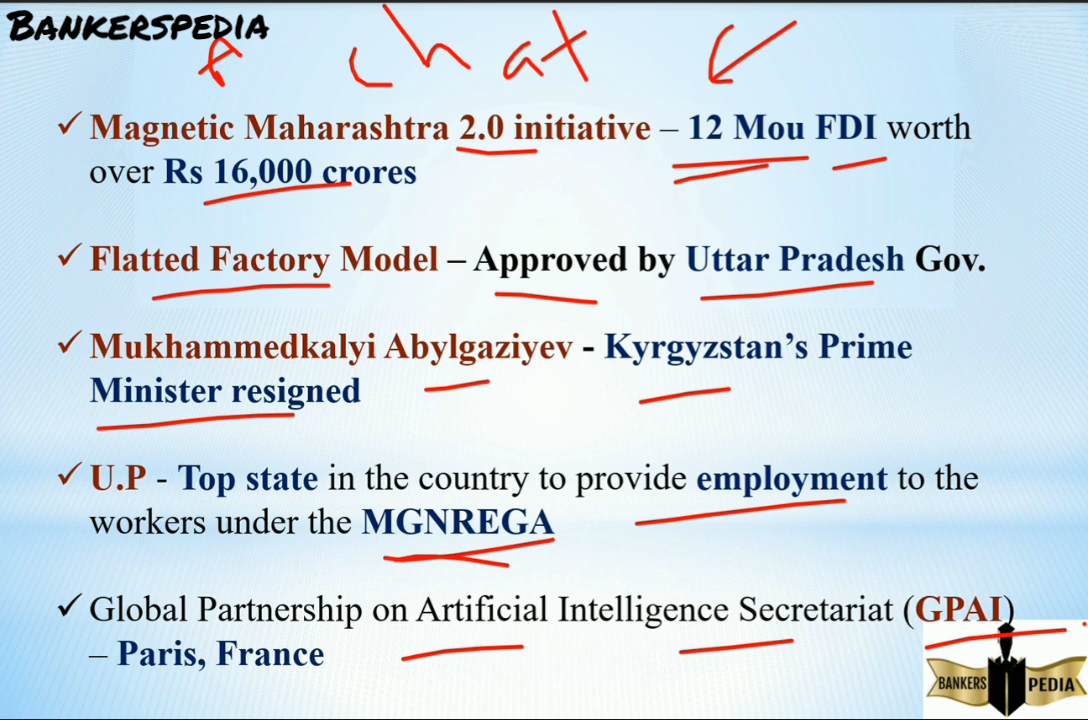 BANKERSPEDIA
A chat
✓ Magnetic Maharashtra 2.0 initiative – 12 Mou FDI worth
over Rs 16,000 crores
✓ Flatted Factory Model – Approved by Uttar Pradesh Gov.
✓ Mukhammedkalyi Abylgaziyev - Kyrgyzstan’s Prime
Minister resigned
✓ U.P - Top state in the country to provide employment to the
workers under the MGNREGA
✓ Global Partnership on Artificial Intelligence Secretariat (GPAI)
– Paris, France
BANKERS PEDIA